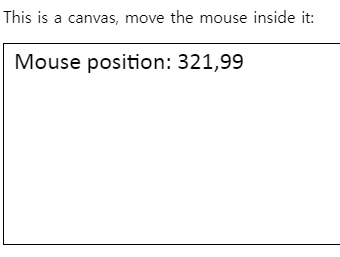 This is a canvas, move the mouse inside it:
Mouse position: 321,99